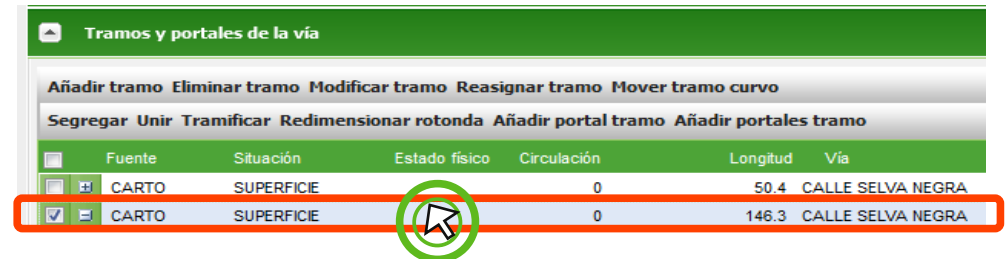 Tramos y portales de la vía
Añadir tramo Eliminar tramo Modificar tramo Reasignar tramo Mover tramo curvo
Segregar Unir Tramificar Redimensionar rotonda Añadir portal tramo Añadir portales tramo
Fuente Situación Estado físico Circulación Longitud Vía
CARTO SUPERFICIE 0 50.4 CALLE SELVA NEGRA
CARTO SUPERFICIE 0 146.3 CALLE SELVA NEGRA